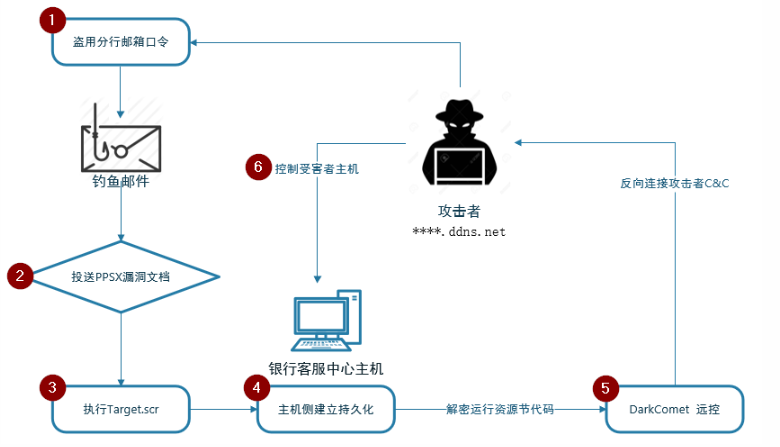 1
盗用分行邮箱口令
钓鱼邮件
2
投送PPSX漏洞文档
3
执行Target.scr
4
主机侧建立持久化
解密运行资源节代码
5
DarkComet 远控
反向连接攻击者C&C
攻击者
****.ddns.net
6
控制受害者主机
银行客服中心主机